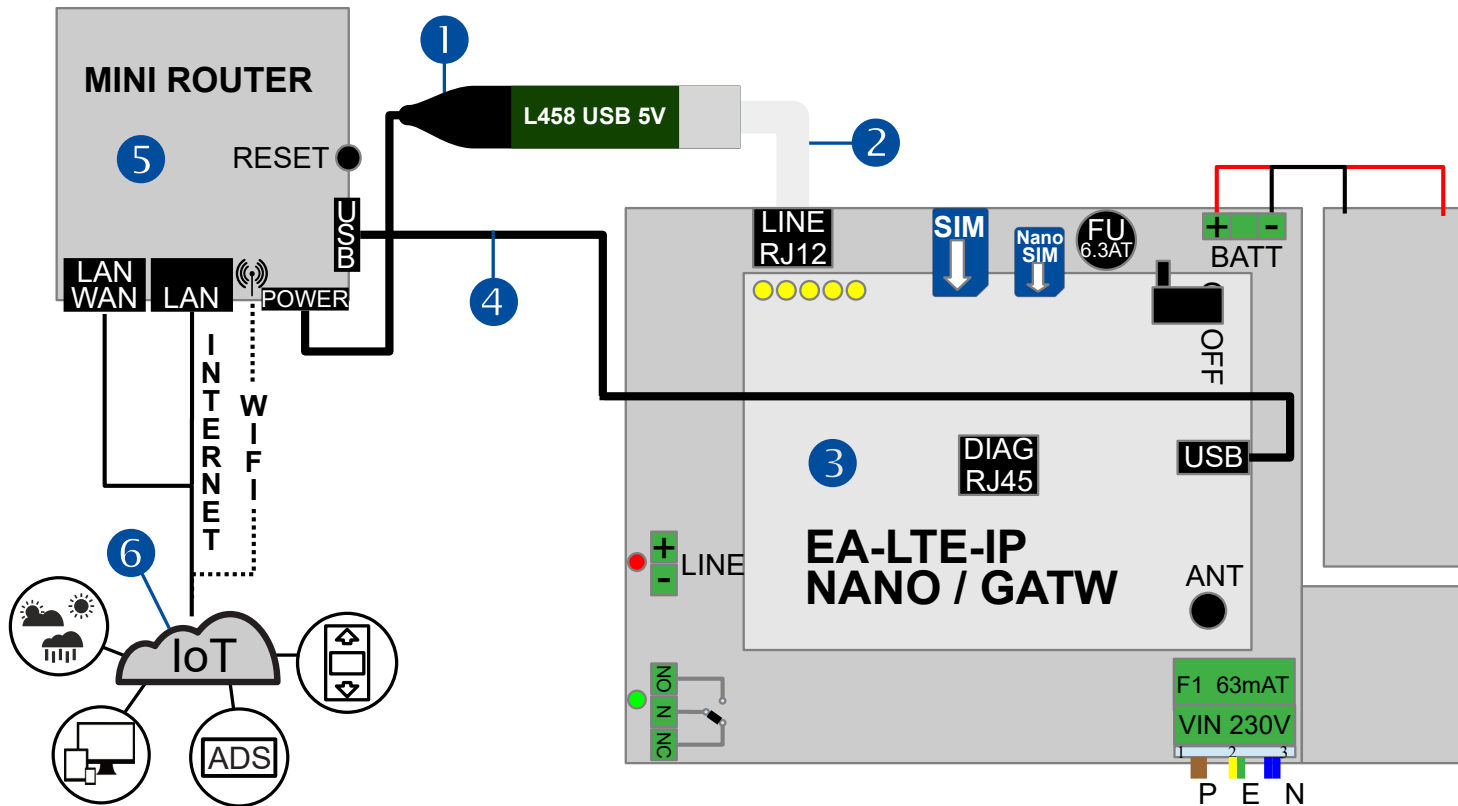 MINI ROUTER
5
RESET
USB
LAN
WAN
LAN
POWER
1
L458 USB 5V
2
4
INTERNET
WIFI
6
IoT
ADS
LINE
RJ12
SIM
Nano
SIM
FU
6.3AT
+ -
BATT
OFF
3
DIAG
RJ45
USB
EA-LTE-IP
NANO / GATW
ANT
+
-
LINE
NO
N
NC
F1 63mAT
VIN 230V
1 2 3
P E N